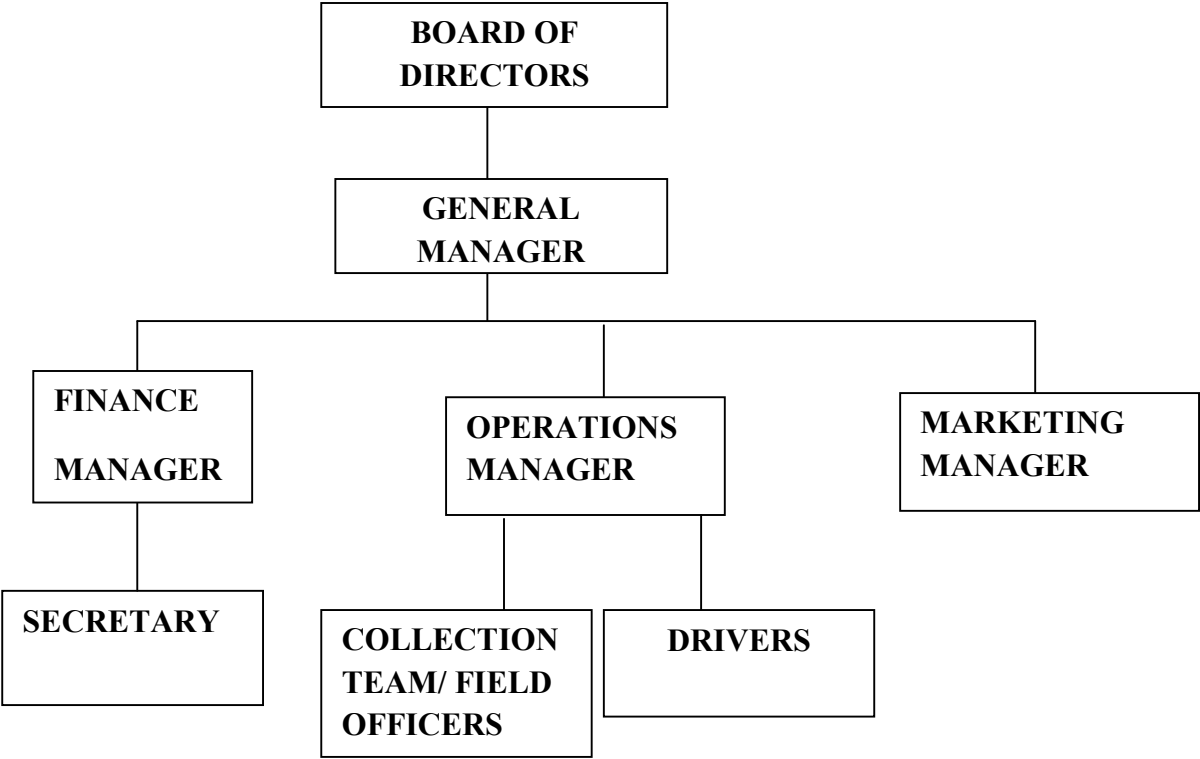 BOARD OF
DIRECTORS
GENERAL
MANAGER
FINANCE
MANAGER
OPERATIONS
MANAGER
MARKETING
MANAGER
SECRETARY
COLLECTION
TEAM/ FIELD
OFFICERS
DRIVERS